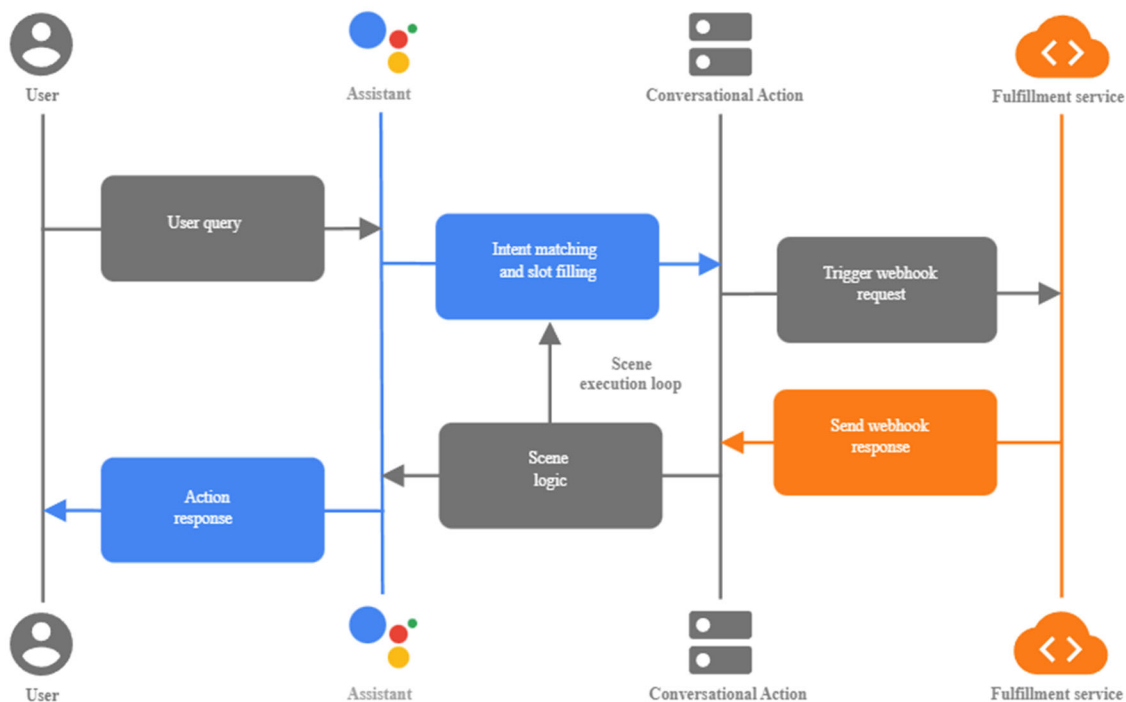 User
Assistant
Conversational Action
Fulfillment service
User query
Intent matching
and slot filling
Trigger webhook
request
Scene
execution loop
Send webhook
response
Scene
logic
Action
response
User
Assistant
Conversational Action
Fulfillment service